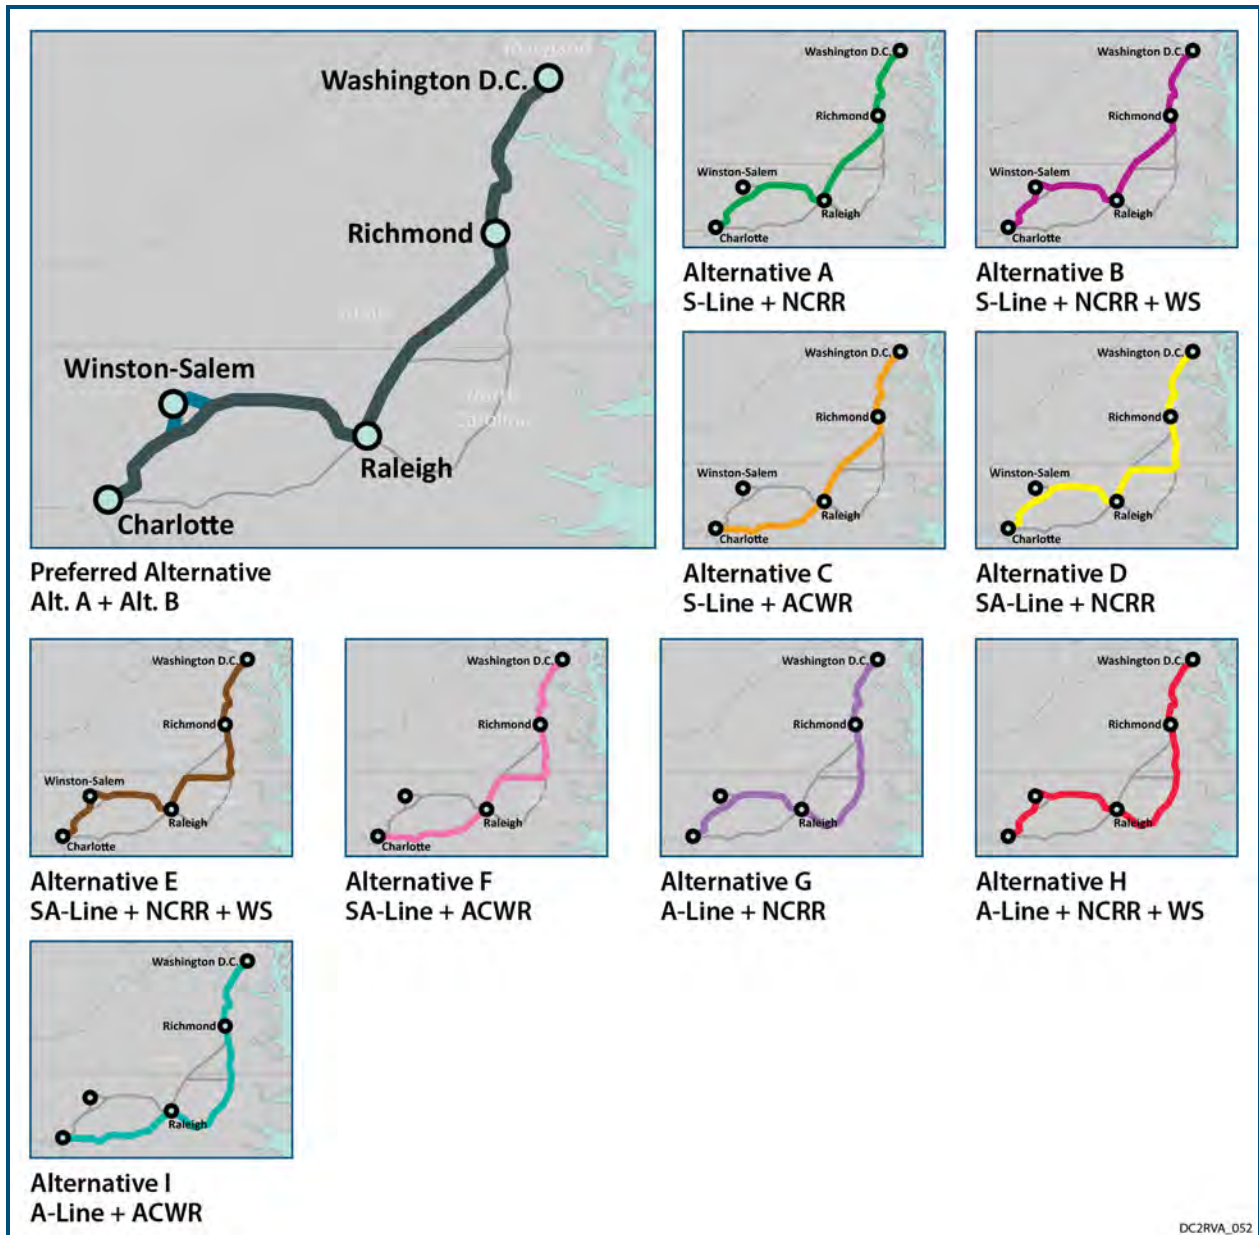 Maryland
Washington D.C.
Richmond
Winston-Salem
North
Carolina
Raleigh
Charlotte
Preferred Alternative
Alt. A + Alt. B
Washington D.C.
Richmond
Winston-Salem
Raleigh
Charlotte
Alternative A
S-Line + NCRR
Washington D.C.
Richmond
Winston-Salem
Raleigh
Charlotte
Alternative B
S-Line + NCRR + WS
Washington D.C.
Richmond
Winston-Salem
Raleigh
Charlotte
Alternative C
S-Line + ACWR
Washington D.C.
Richmond
Winston-Salem
Raleigh
Charlotte
Alternative D
SA-Line + NCRR
Washington D.C.
Richmond
Winston-Salem
Raleigh
Charlotte
Alternative E
SA-Line + NCRR + WS
Washington D.C.
Richmond
Raleigh
Charlotte
Alternative F
SA-Line + ACWR
Washington D.C.
Richmond
Raleigh
Alternative G
A-Line + NCRR
Washington D.C.
Richmond
Raleigh
Alternative H
A-Line + NCRR + WS
Washington D.C.
Richmond
Raleigh
Alternative I
A-Line + ACWR
DC2RVA_052